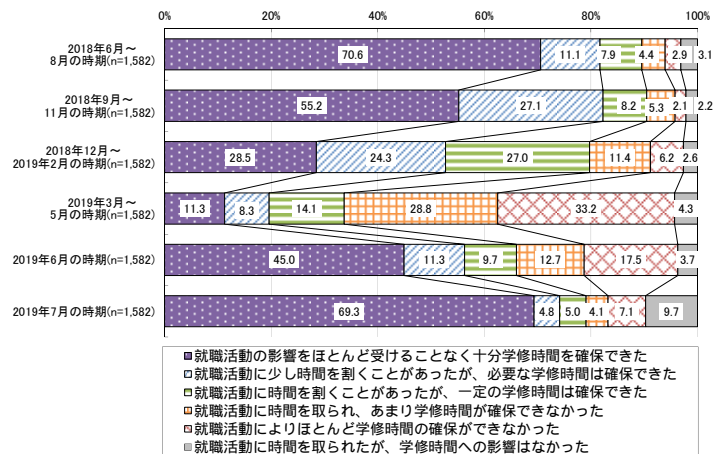 0% 20% 40% 60% 80% 100%
2018年6月～
8月の時期(n=1,582)
70.6 11.1 7.9 4.4 2.9 3.1
2018年9月～
11月の時期(n=1,582)
55.2 27.1 8.2 5.3 2.1 2.2
2018年12月～
2019年2月の時期(n=1,582)
28.5 24.3 27.0 11.4 6.2 2.6
2019年3月～
5月の時期(n=1,582)
11.3 8.3 14.1 28.8 33.2 4.3
2019年6月の時期(n=1,582)
45.0 11.3 9.7 12.7 17.5 3.7
2019年7月の時期(n=1,582)
69.3 4.8 5.0 4.1 7.1 9.7
就職活動の影響をほとんど受けることなく十分学修時間を確保できた
就職活動に少し時間を割くことがあったが、必要な学修時間は確保できた
就職活動に時間を割くことがあったが、一定の学修時間は確保できた
就職活動に時間を取られ、あまり学修時間が確保できなかった
就職活動によりほとんど学修時間の確保ができなかった
就職活動に時間を取られたが、学修時間への影響はなかった